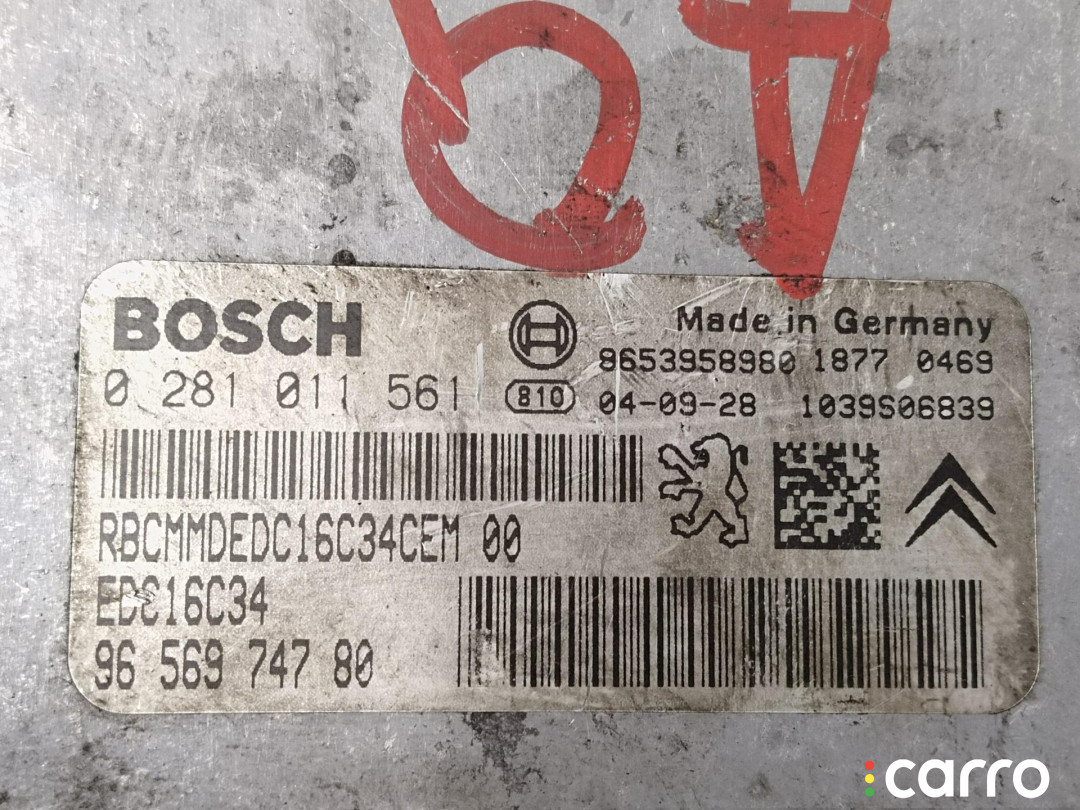 BOSCH
Made in Germany
9653958980 1877 0469
0 281 011 561
810 04-09-28 1039S06839
RBCMMDEDC16C34CEM 00
EDC16C34
96 569 747 80
carro